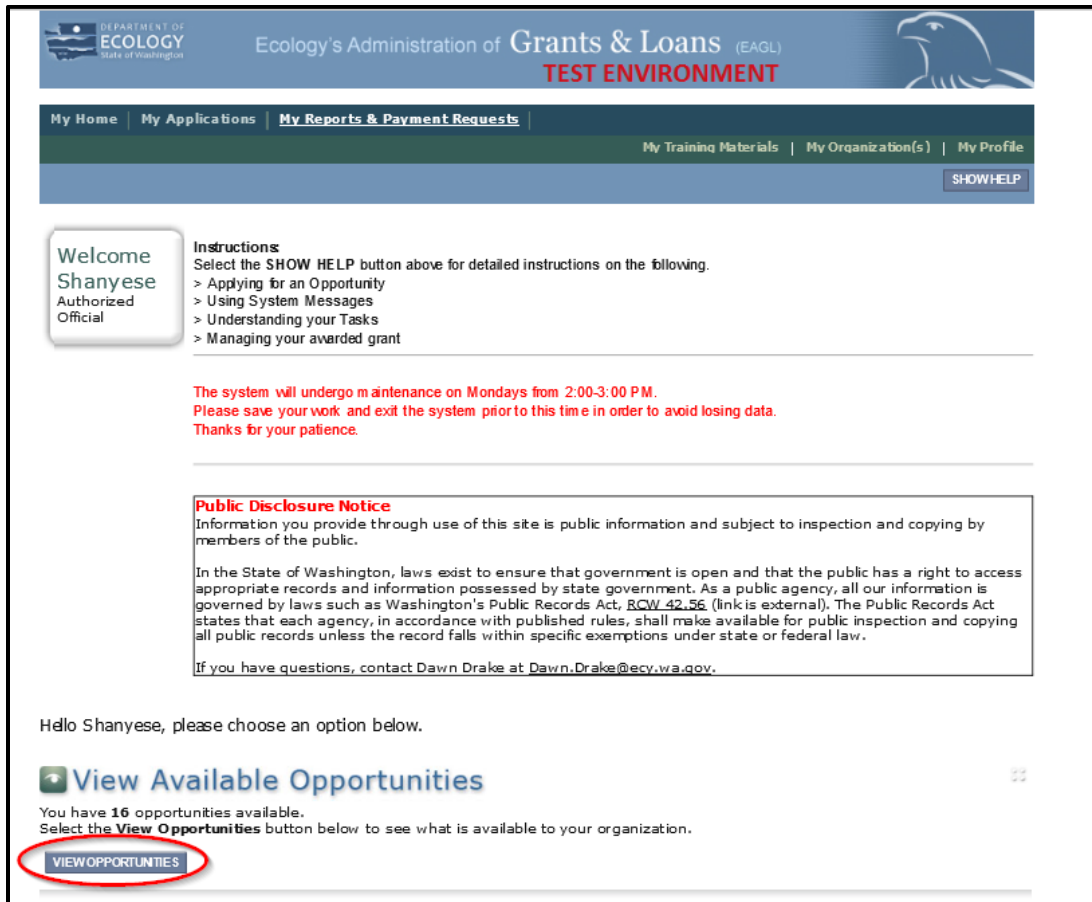 DEPARTMENT OF
ECOLOGY
State of Washington
Ecology's Administration of Grants & Loans (EAGL)
TEST ENVIRONMENT
My Home | My Applications | My Reports & Payment Requests |
My Training Materials | My Organization(s) | My Profile
SHOW HELP
Welcome
Shanyese
Authorized
Official
Instructions:
Select the SHOW HELP button above for detailed instructions on the following.
> Applying for an Opportunity
> Using System Messages
> Understanding your Tasks
> Managing your awarded grant
The system will undergo maintenance on Mondays from 2:00-3:00 PM.
Please save your work and exit the system prior to this time in order to avoid losing data.
Thanks for your patience.
Public Disclosure Notice
Information you provide through use of this site is public information and subject to inspection and copying by
members of the public.
In the State of Washington, laws exist to ensure that government is open and that the public has a right to access
appropriate records and information possessed by state government. As a public agency, all our information is
governed by laws such as Washington's Public Records Act, RCW 42.56 (link is external). The Public Records Act
states that each agency, in accordance with published rules, shall make available for public inspection and copying
all public records unless the record falls within specific exemptions under state or federal law.
If you have questions, contact Dawn Drake at Dawn.Drake@ecy.wa.gov.
Hello Shanyese, please choose an option below.
View Available Opportunities
You have 16 opportunities available.
Select the View Opportunities button below to see what is available to your organization.
VIEW OPPORTUNITIES